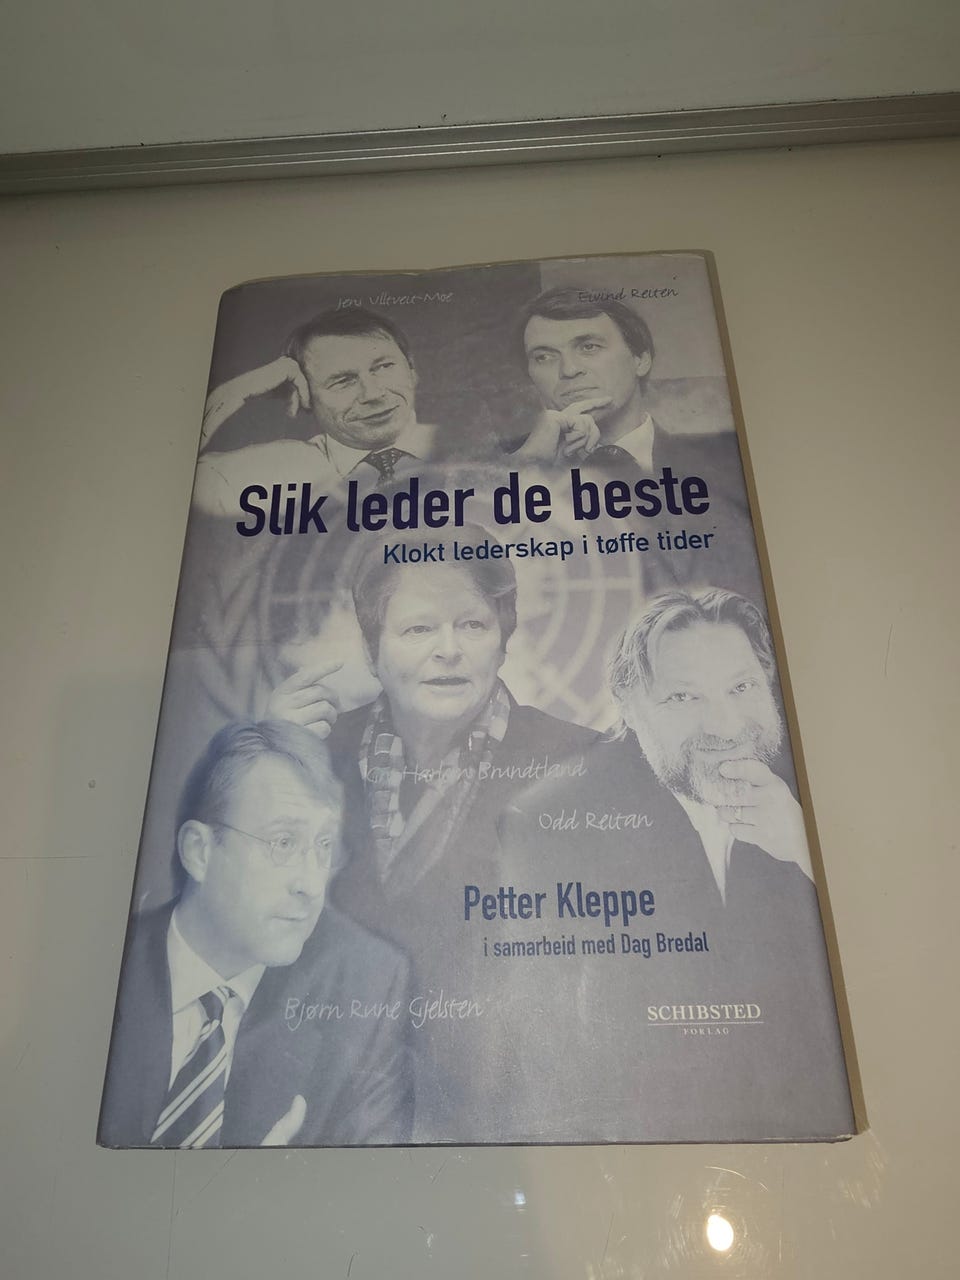 Jens Ulltveit-Moe
Eivind Reiten
Slik leder de beste
Klokt lederskap i tøffe tider
Gro Harlem Brundtland
Odd Reitan
Petter Kleppe
i samarbeid med Dag Bredal
Bjørn Rune Gjelsten
SCHIBSTED
FORLAG